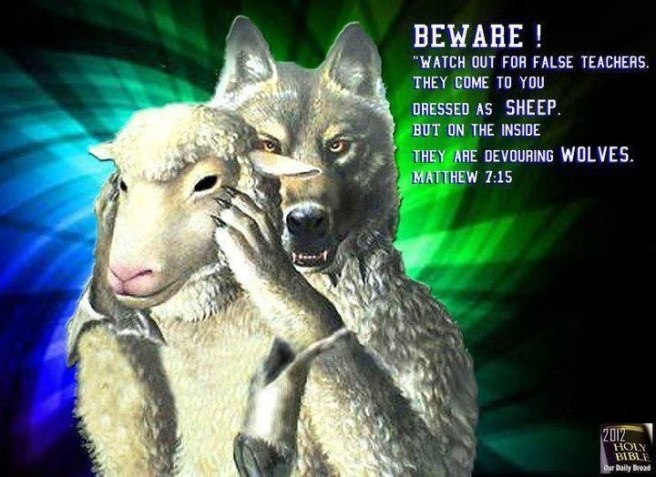 BEWARE !
"WATCH OUT FOR FALSE TEACHERS.
THEY COME TO YOU
DRESSED AS SHEEP.
BUT ON THE INSIDE
THEY ARE DEVOURING WOLVES.
MATTHEW 7:15
2012
HOLY
BIBLE
Our Daily Bread